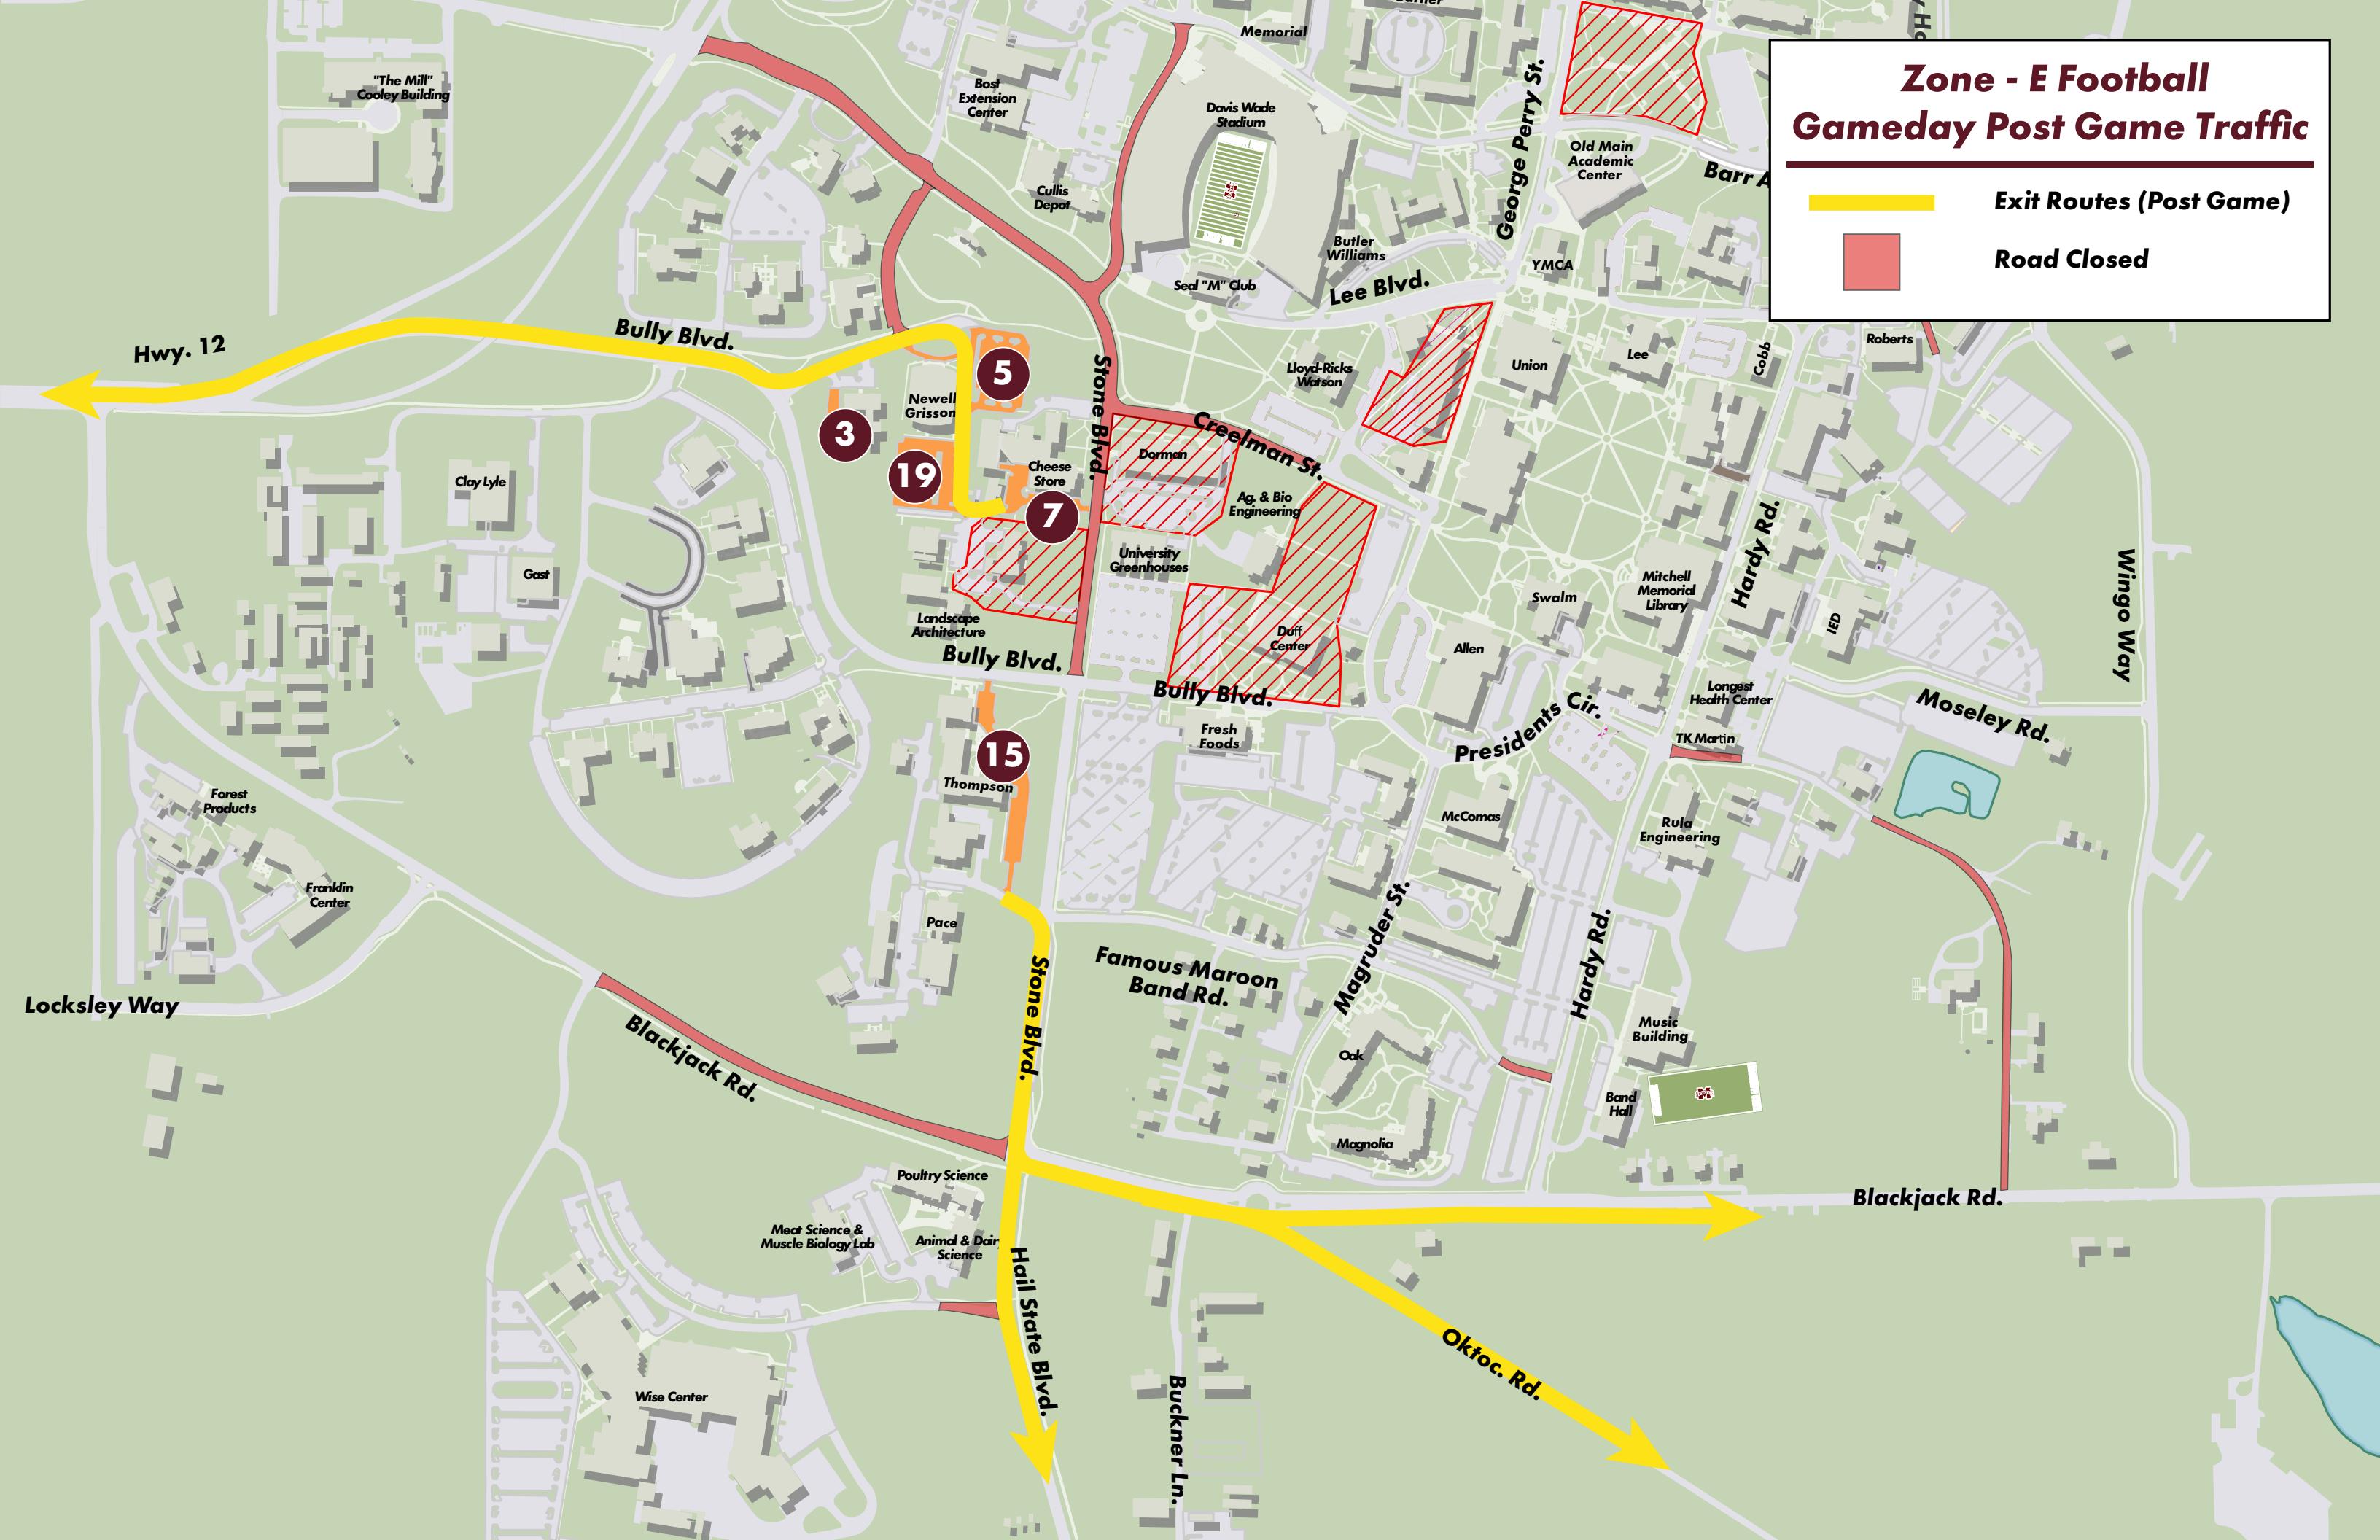 Zone - E Football
Gameday Post Game Traffic
Exit Routes (Post Game)
Road Closed
Memorial
"The Mill"
Cooley Building
Bost
Extension
Center
Davis Wade
Stadium
Cullis
Depot
George Perry St.
Old Main
Academic
Center
Barr A
Butler
Williams
YMCA
Seal "M" Club
Lee Blvd.
Hwy. 12
Bully Blvd.
Roberts
Cobb
Lee
Union
Lloyd-Ricks
Watson
5
Stone Blvd.
Newell
Grisson
3
Creelman St.
19
Cheese
Store
Dorman
Clay Lyle
Ag. & Bio
Engineering
7
Hardy Rd.
Wingo Way
University
Greenhouses
Gast
Mitchell
Memorial
Library
Swalm
IED
Landscape
Architecture
Duff
Center
Allen
Bully Blvd.
Bully Blvd.
Longest
Health Center
Moseley Rd.
Presidents Cir.
Fresh
Foods
TK Martin
15
Thompson
Forest
Products
McComas
Rula
Engineering
Franklin
Center
Pace
Magruder St.
Hardy Rd.
Famous Maroon
Band Rd.
Stone Blvd.
Locksley Way
Blackjack Rd.
Music
Building
Oak
Band
Hall
Magnolia
Poultry Science
Blackjack Rd.
Meat Science &
Muscle Biology Lab
Animal & Dair
Science
Hail State Blvd.
Oktoc. Rd.
Wise Center
Buckner Ln.